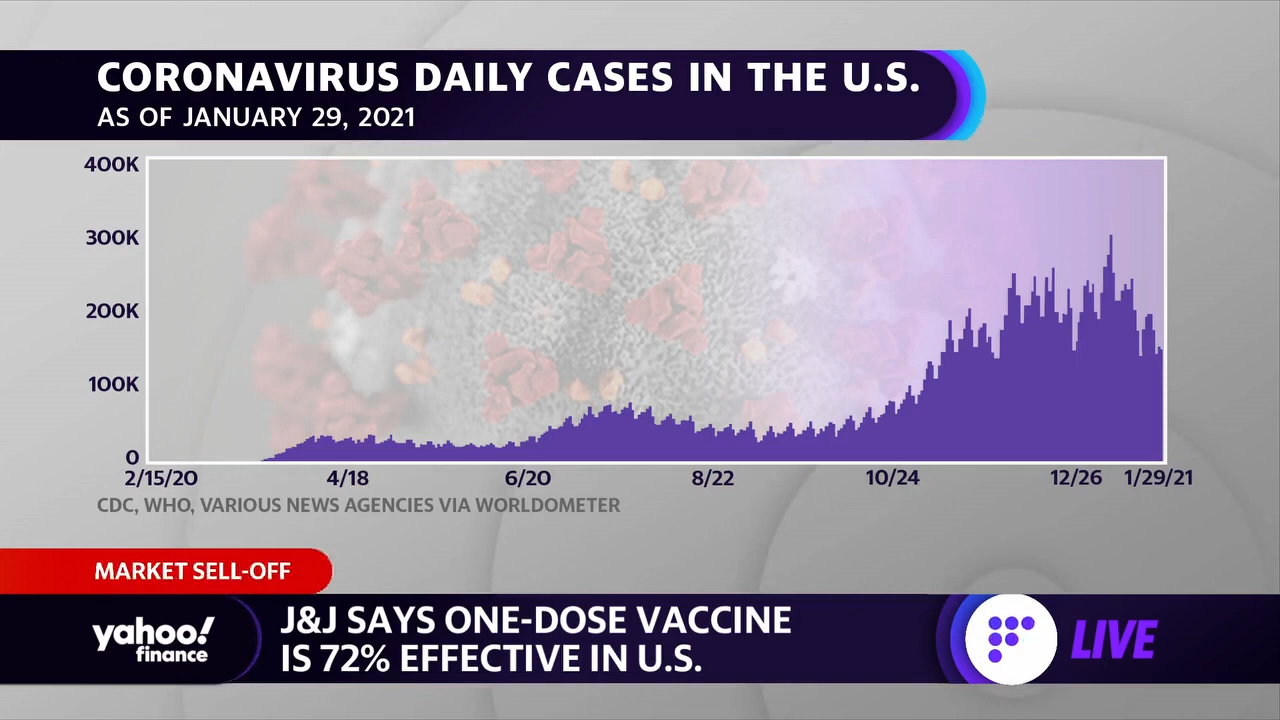 CORONAVIRUS DAILY CASES IN THE U.S.
AS OF JANUARY 29, 2021
400K
300K
200K
100K
0
2/15/20 4/18 6/20 8/22 10/24 12/26 1/29/21
CDC, WHO, VARIOUS NEWS AGENCIES VIA WORLDOMETER
MARKET SELL-OFF
yahoo!
finance
J&J SAYS ONE-DOSE VACCINE
IS 72% EFFECTIVE IN U.S.
LIVE